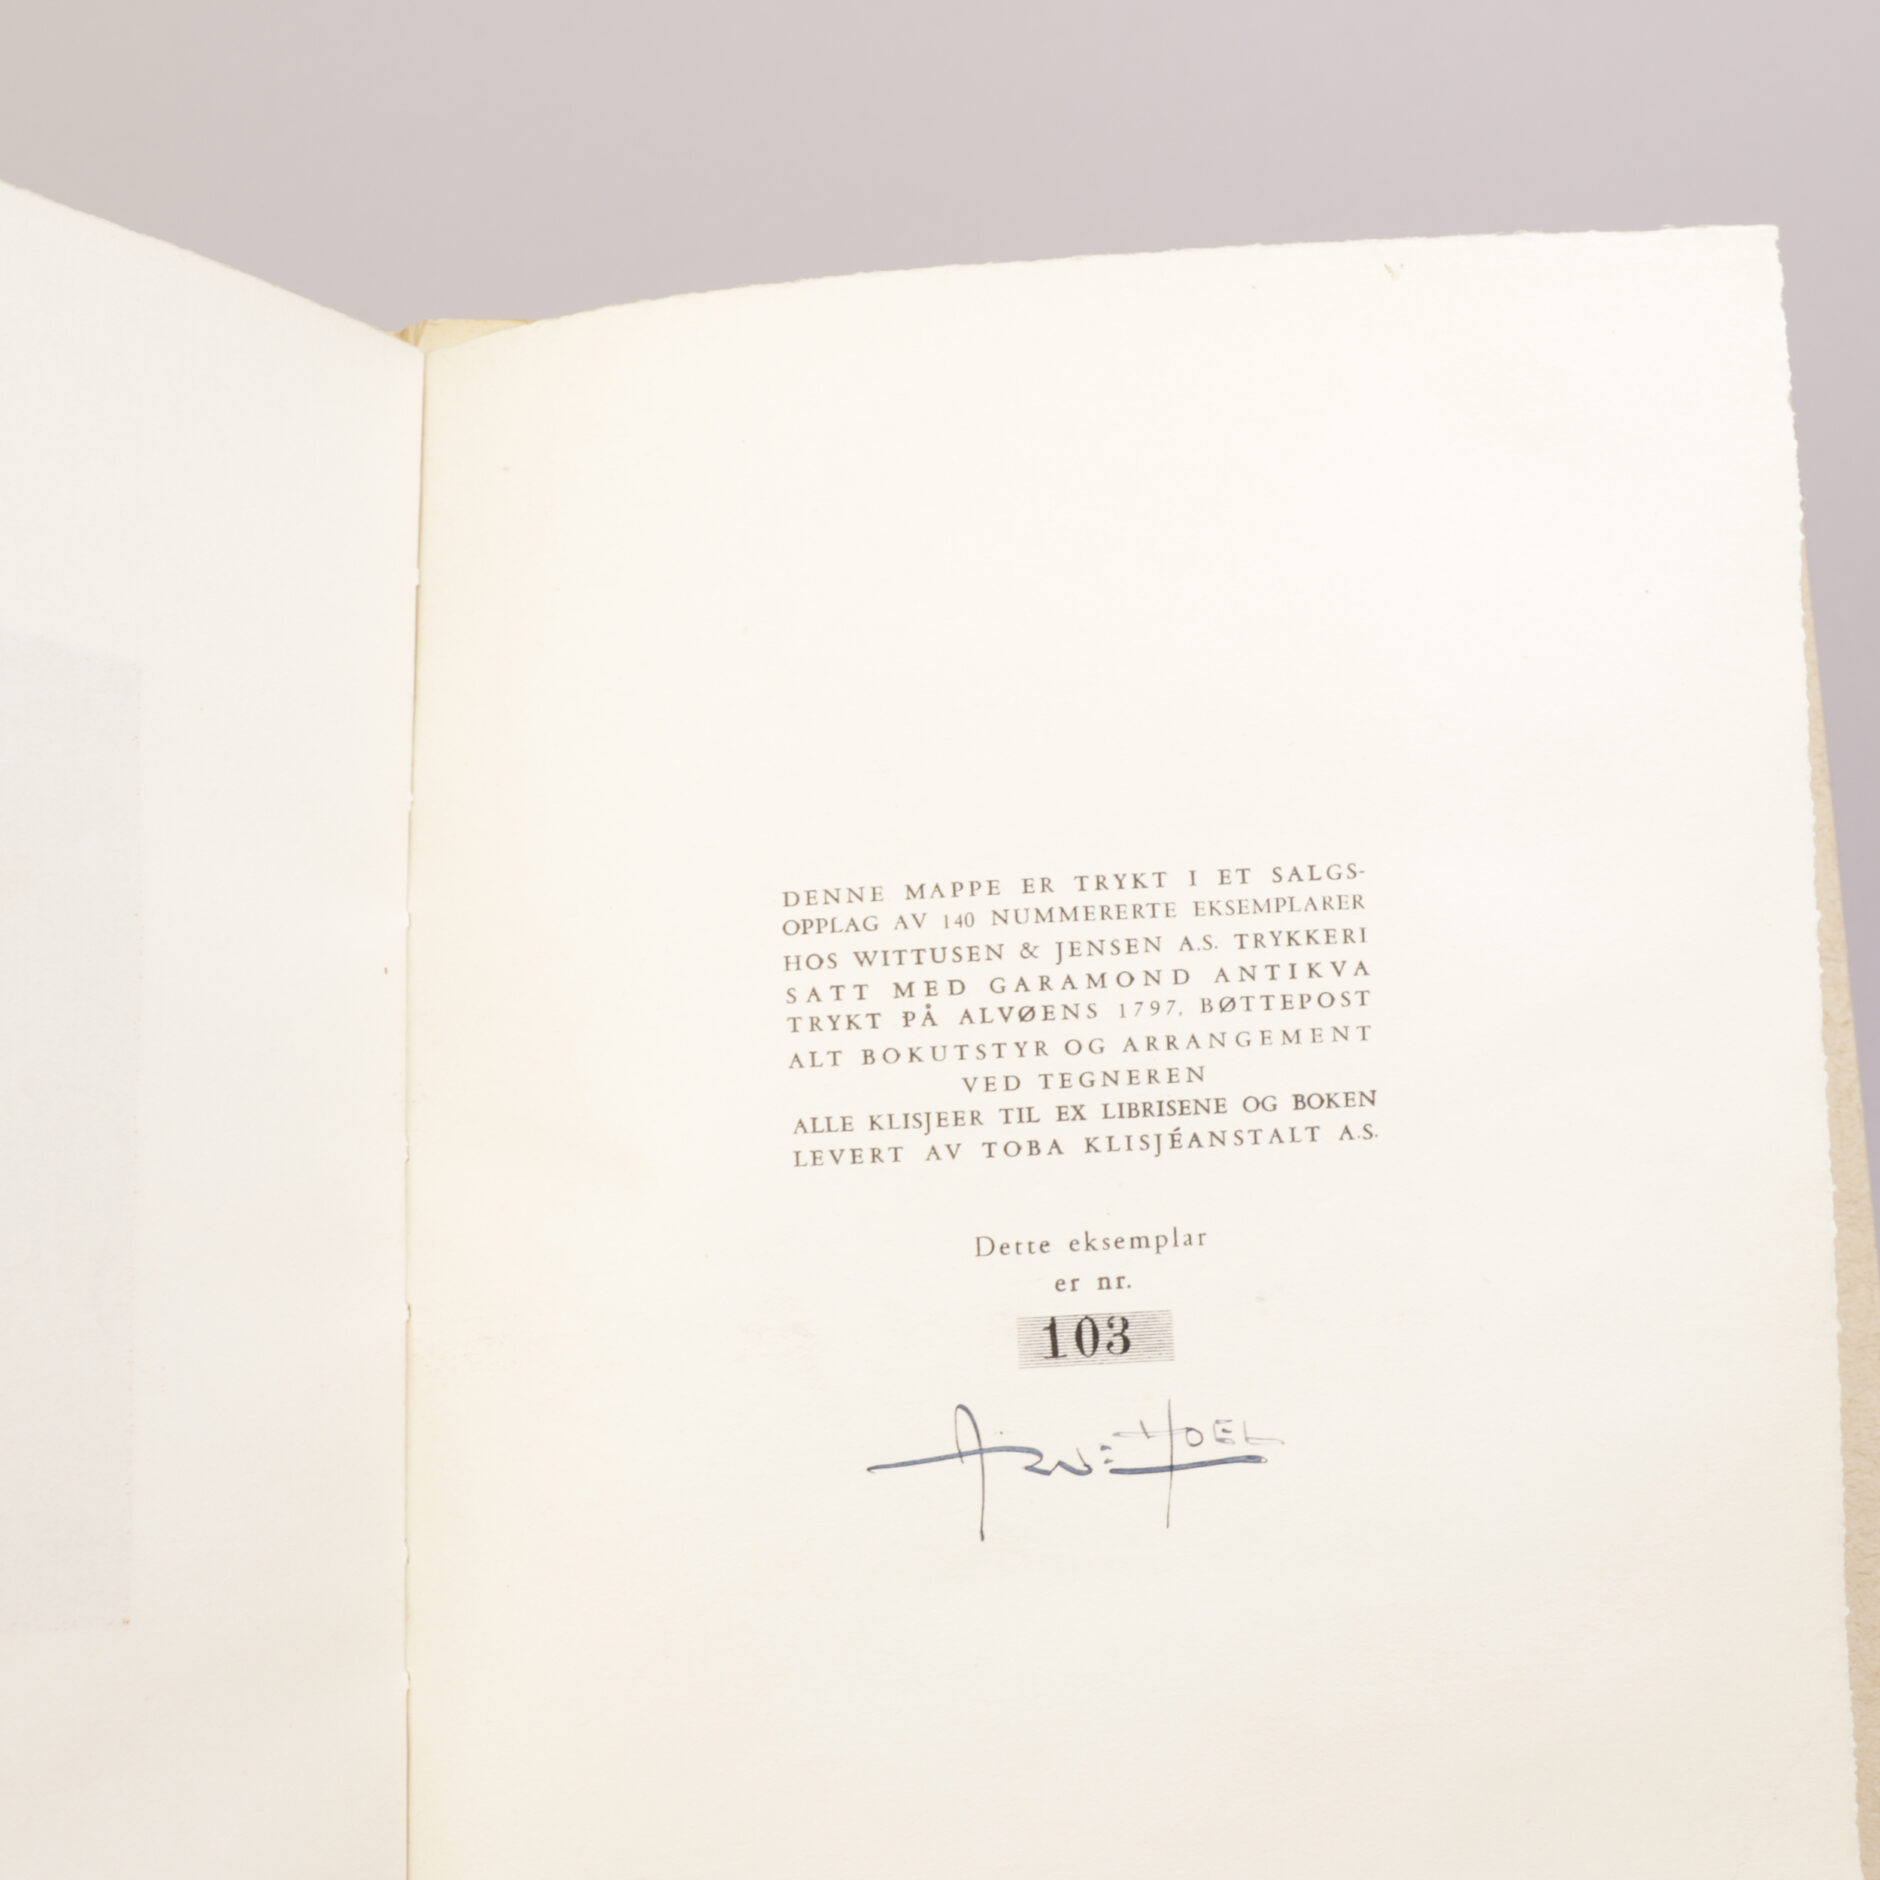 DENNE MAPPE ER TRYKT I ET SALGS-
OPPLAG AV 140 NUMMERERTE EKSEMPLARER
HOS WITTUSEN & JENSEN A.S. TRYKKERI
SATT MED GARAMOND ANTIKVA
TRYKT PÅ ALVØENS 1797, BØTTEPOST
ALT BOKUTSTYR OG ARRANGEMENT
VED TEGNEREN
ALLE KLISJEER TIL EX LIBRISENE OG BOKEN
LEVERT AV TOBA KLISJÉANSTALT A.S.
Dette eksemplar
er nr.
103
ARNE HOEL